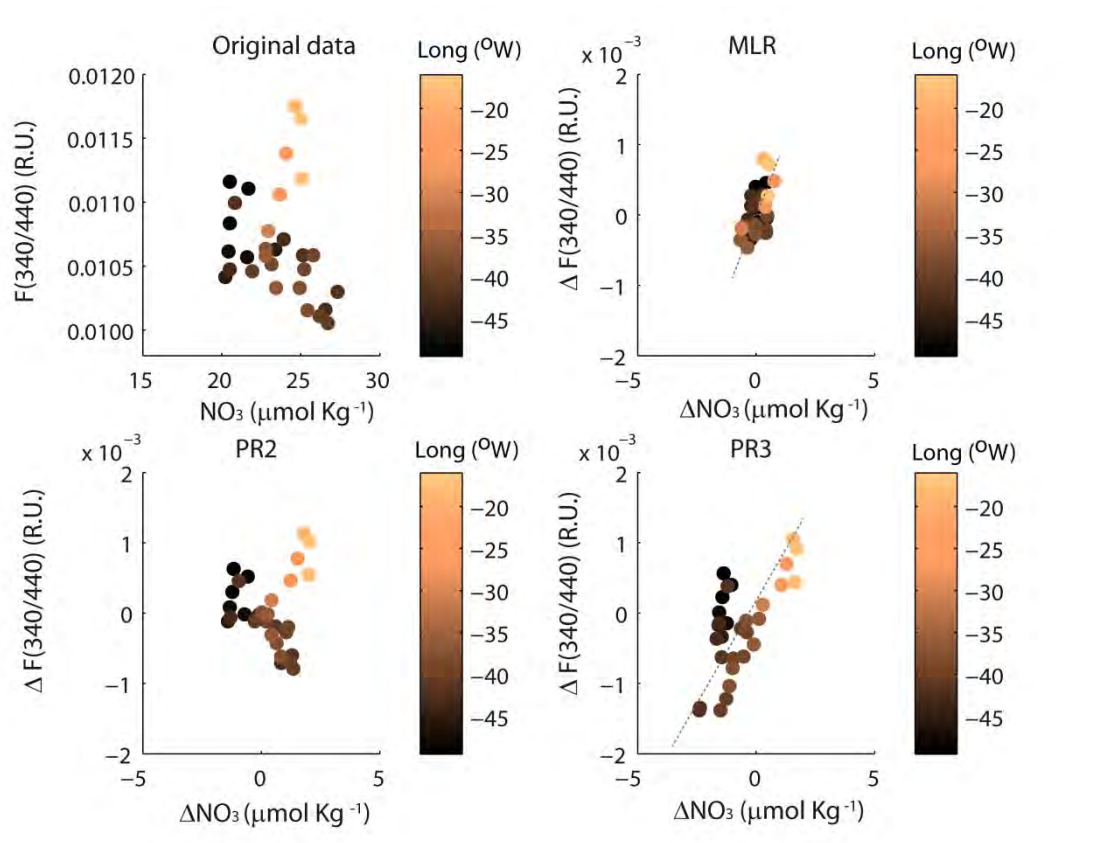 Original data
Long (ºW)
F(340/440) (R.U.)
0.0120
0.0115
0.0110
0.0105
0.0100
15 20 25 30
NO₃ (µmol Kg⁻¹)
−20
−25
−30
−35
−40
−45
MLR
Long (ºW)
x 10⁻³
Δ F(340/440) (R.U.)
2
1
0
−1
−2
−5 0 5
ΔNO₃ (µmol Kg⁻¹)
−20
−25
−30
−35
−40
−45
PR2
Long (ºW)
x 10⁻³
Δ F(340/440) (R.U.)
2
1
0
−1
−2
−5 0 5
ΔNO₃ (µmol Kg⁻¹)
−20
−25
−30
−35
−40
−45
PR3
Long (ºW)
x 10⁻³
Δ F(340/440) (R.U.)
2
1
0
−1
−2
−5 0 5
ΔNO₃ (µmol Kg⁻¹)
−20
−25
−30
−35
−40
−45